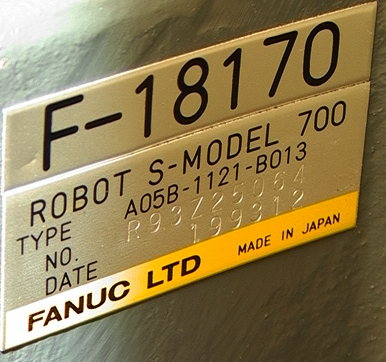 F-18170
ROBOT S-MODEL 700
TYPE A05B-1121-B013
NO. R93Z25064
DATE 199312
FANUC LTD MADE IN JAPAN